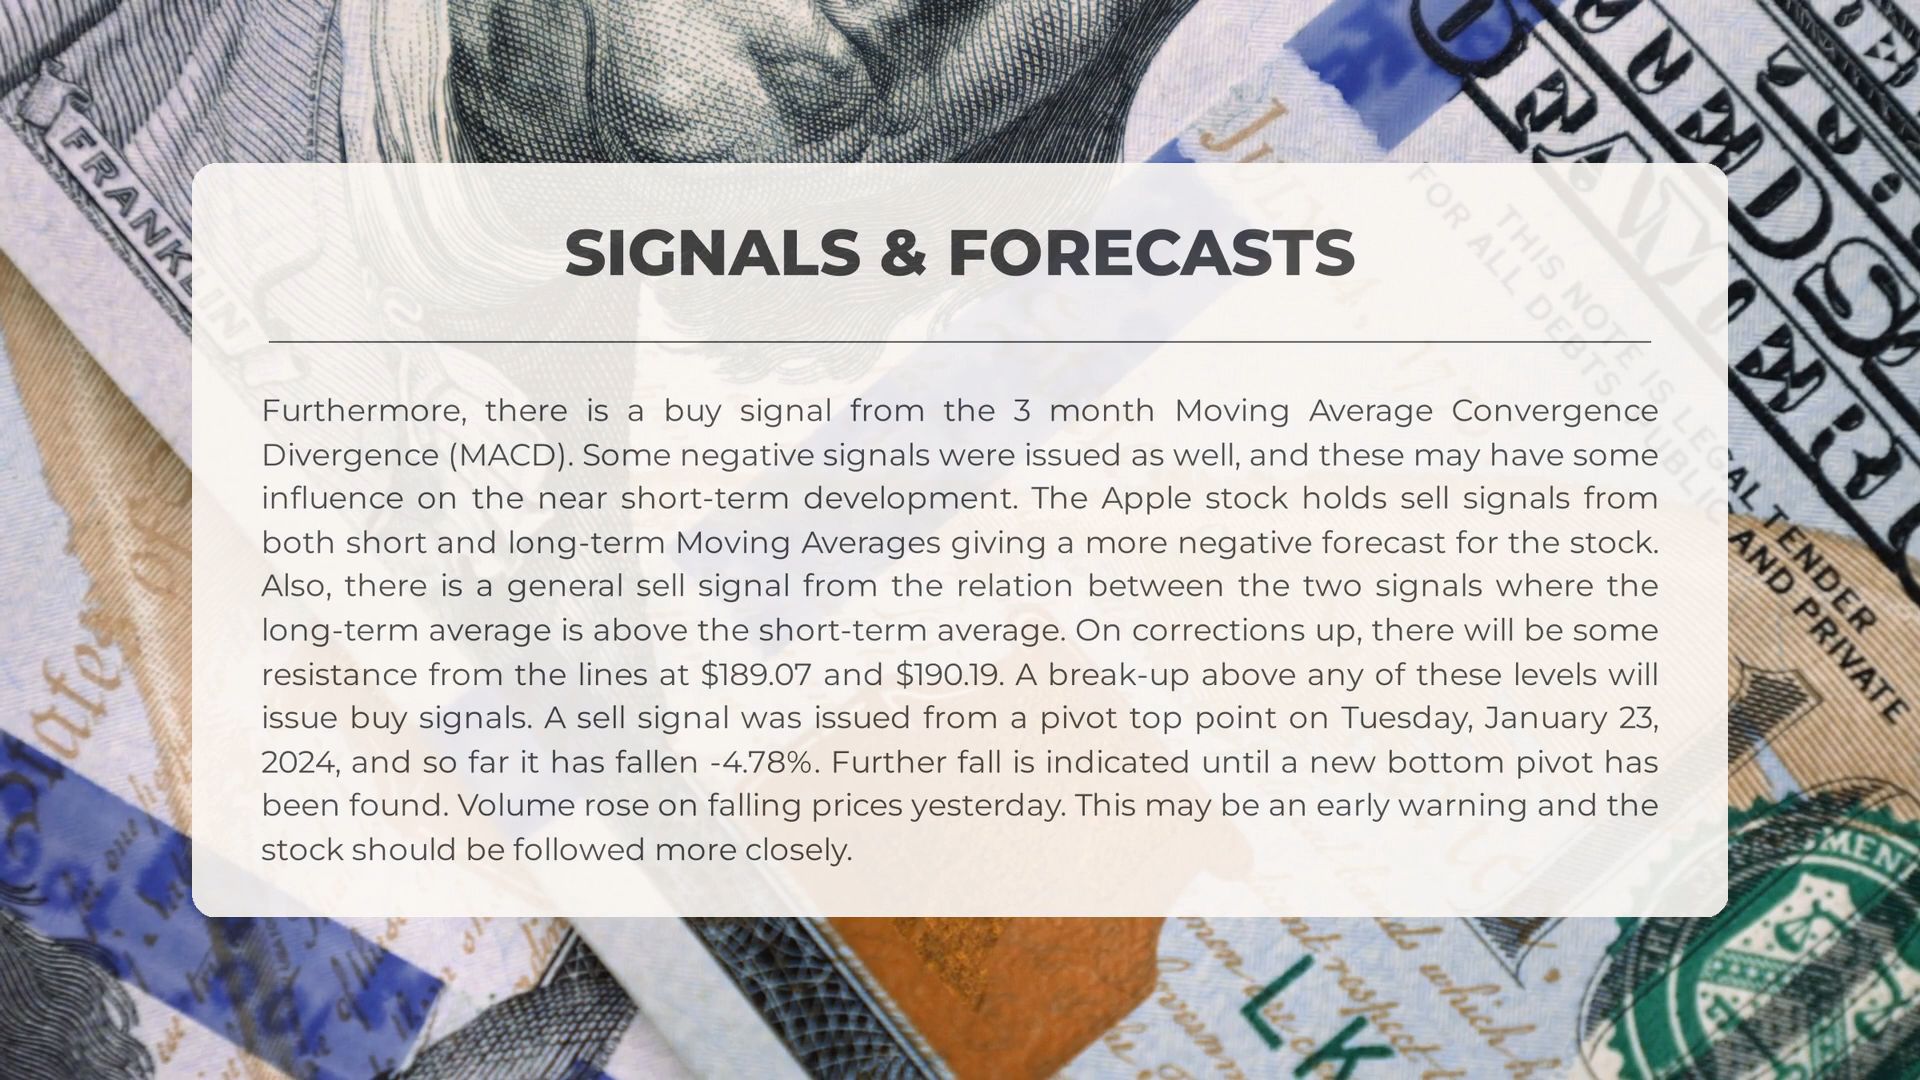 FRANKLIN
JULY 4, 17
THIS NOTE IS LEGAL TENDER
FOR ALL DEBTS, PUBLIC AND PRIVATE
SIGNALS & FORECASTS
Furthermore, there is a buy signal from the 3 month Moving Average Convergence
Divergence (MACD). Some negative signals were issued as well, and these may have some
influence on the near short-term development. The Apple stock holds sell signals from
both short and long-term Moving Averages giving a more negative forecast for the stock.
Also, there is a general sell signal from the relation between the two signals where the
long-term average is above the short-term average. On corrections up, there will be some
resistance from the lines at $189.07 and $190.19. A break-up above any of these levels will
issue buy signals. A sell signal was issued from a pivot top point on Tuesday, January 23,
2024, and so far it has fallen -4.78%. Further fall is indicated until a new bottom pivot has
been found. Volume rose on falling prices yesterday. This may be an early warning and the
stock should be followed more closely.
L K